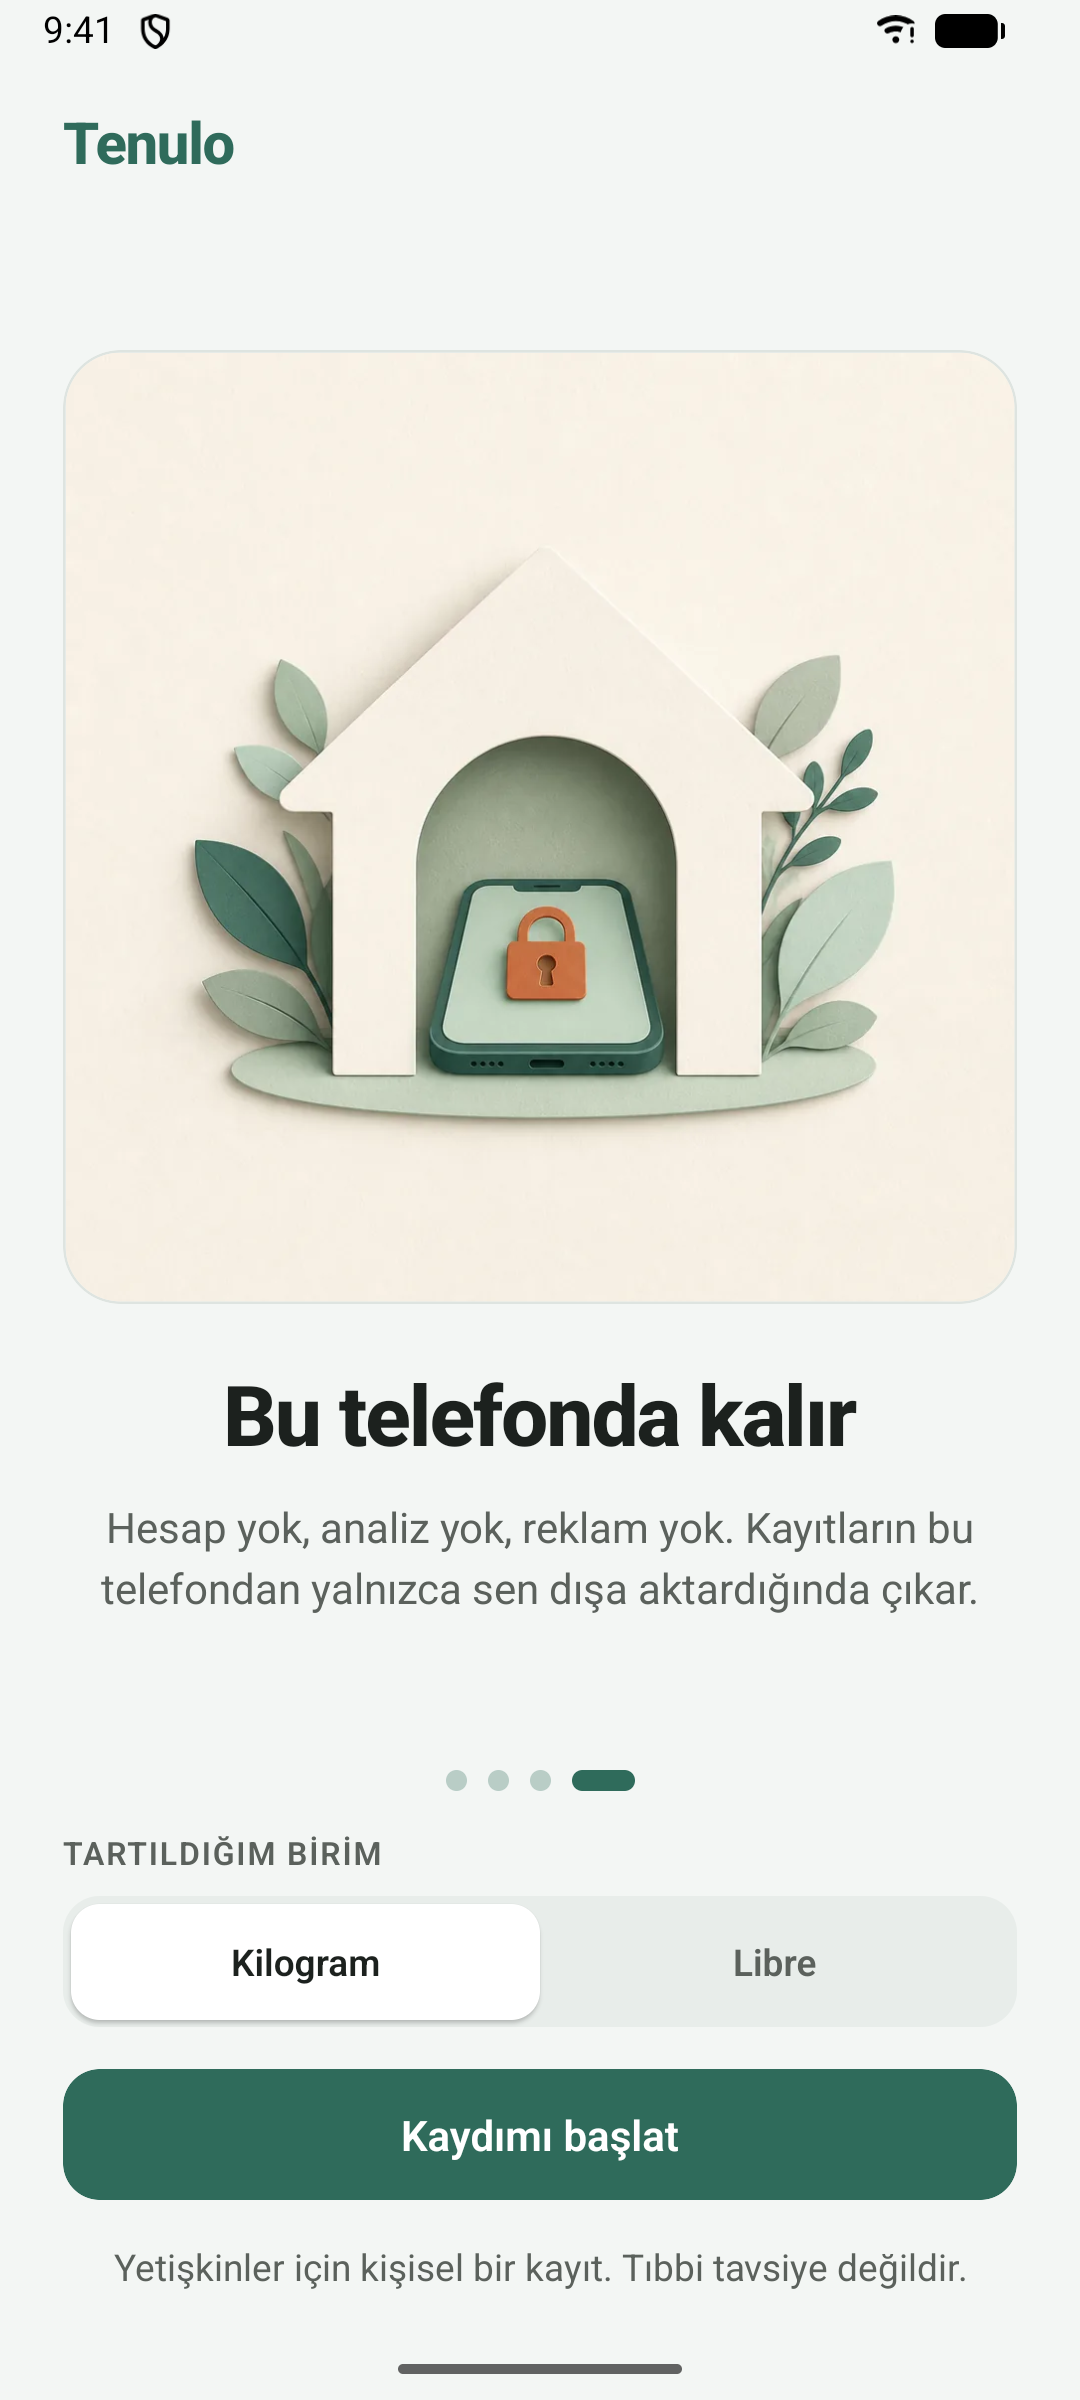 9:41
Tenulo
Bu telefonda kalır
Hesap yok, analiz yok, reklam yok. Kayıtların bu
telefondan yalnızca sen dışa aktardığında çıkar.
TARTILDIĞIM BİRİM
Kilogram
Libre
Kaydımı başlat
Yetişkinler için kişisel bir kayıt. Tıbbi tavsiye değildir.